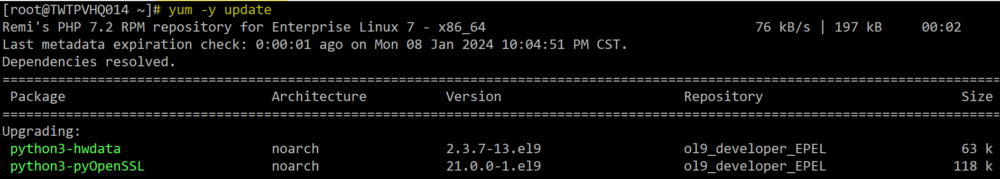 [root@TWTPVHQ014 ~]# yum -y update
Remi's PHP 7.2 RPM repository for Enterprise Linux 7 - x86_64 76 kB/s | 197 kB 00:02
Last metadata expiration check: 0:00:01 ago on Mon 08 Jan 2024 10:04:51 PM CST.
Dependencies resolved.
==============================================================================================================================
Package Architecture Version Repository Size
==============================================================================================================================
Upgrading:
python3-hwdata noarch 2.3.7-13.el9 ol9_developer_EPEL 63 k
python3-pyOpenSSL noarch 21.0.0-1.el9 ol9_developer_EPEL 118 k